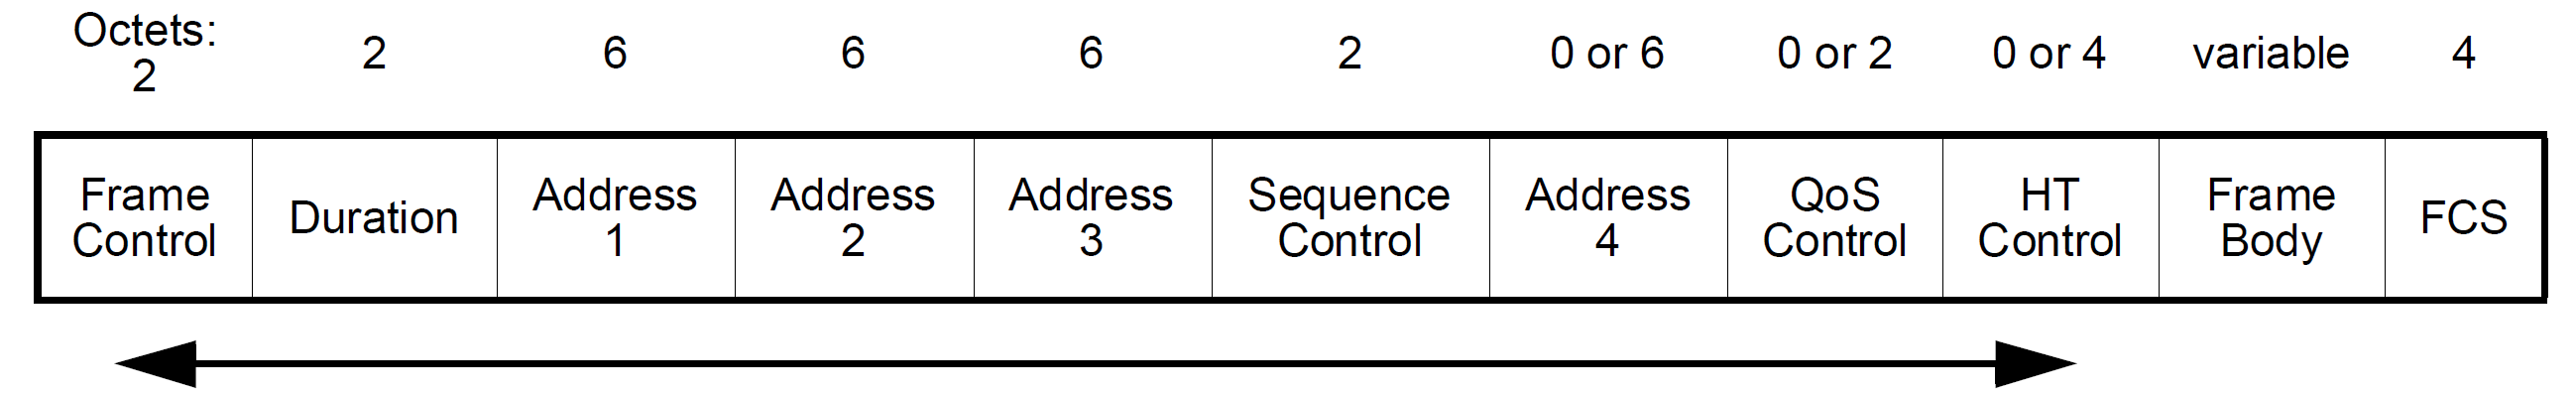 Octets:
2 2 6 6 6 2 0 or 6 0 or 2 0 or 4 variable 4
Frame Control
Duration
Address 1
Address 2
Address 3
Sequence Control
Address 4
QoS Control
HT Control
Frame Body
FCS